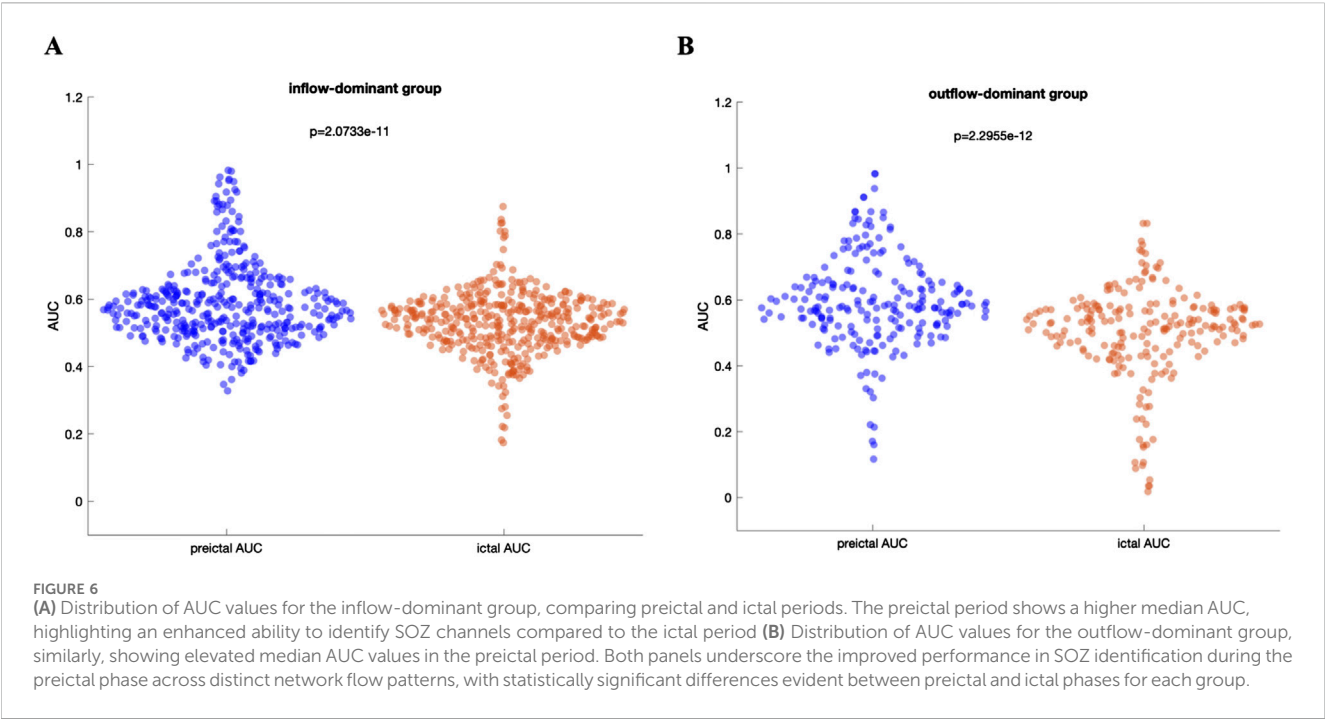 A
B
inflow-dominant group
p=2.0733e-11
1.2
1
0.8
0.6
0.4
0.2
0
AUC
preictal AUC
ictal AUC
outflow-dominant group
p=2.2955e-12
1.2
1
0.8
0.6
0.4
0.2
0
AUC
preictal AUC
ictal AUC
FIGURE 6
(A) Distribution of AUC values for the inflow-dominant group, comparing preictal and ictal periods. The preictal period shows a higher median AUC,
highlighting an enhanced ability to identify SOZ channels compared to the ictal period (B) Distribution of AUC values for the outflow-dominant group,
similarly, showing elevated median AUC values in the preictal period. Both panels underscore the improved performance in SOZ identification during the
preictal phase across distinct network flow patterns, with statistically significant differences evident between preictal and ictal phases for each group.